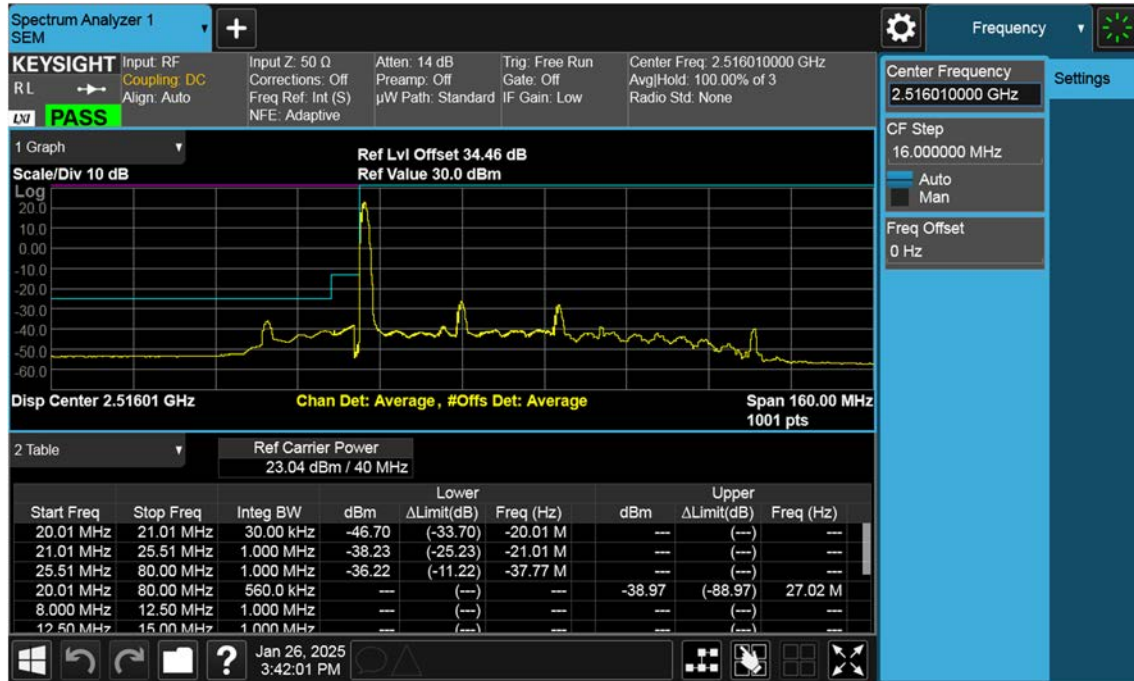 Spectrum Analyzer 1
SEM
Frequency
KEYSIGHT
R L
LXI PASS
Input: RF
Coupling: DC
Align: Auto
Input Z: 50 Ω
Corrections: Off
Freq Ref: Int (S)
NFE: Adaptive
Atten: 14 dB
Preamp: Off
µW Path: Standard
Trig: Free Run
Gate: Off
IF Gain: Low
Center Freq: 2.516010000 GHz
Avg|Hold: 100.00% of 3
Radio Std: None
Center Frequency
2.516010000 GHz
Settings
CF Step
16.000000 MHz
Auto
Man
Freq Offset
0 Hz
1 Graph
Scale/Div 10 dB
Ref Lvl Offset 34.46 dB
Ref Value 30.0 dBm
Log
20.0
10.0
0.00
-10.0
-20.0
-30.0
-40.0
-50.0
-60.0
Disp Center 2.51601 GHz
Chan Det: Average, #Offs Det: Average
Span 160.00 MHz
1001 pts
2 Table
Ref Carrier Power
23.04 dBm / 40 MHz
Lower Upper
Start Freq Stop Freq Integ BW dBm ΔLimit(dB) Freq (Hz) dBm ΔLimit(dB) Freq (Hz)
20.01 MHz 21.01 MHz 30.00 kHz -46.70 (-33.70) -20.01 M --- (---) ---
21.01 MHz 25.51 MHz 1.000 MHz -38.23 (-25.23) -21.01 M --- (---) ---
25.51 MHz 80.00 MHz 1.000 MHz -36.22 (-11.22) -37.77 M --- (---) ---
20.01 MHz 80.00 MHz 560.0 kHz --- (---) --- -38.97 (-88.97) 27.02 M
8.000 MHz 12.50 MHz 1.000 MHz --- (---) --- --- (---) ---
12.50 MHz 15.00 MHz 1.000 MHz --- (---) --- --- (---) ---
?
Jan 26, 2025
3:42:01 PM